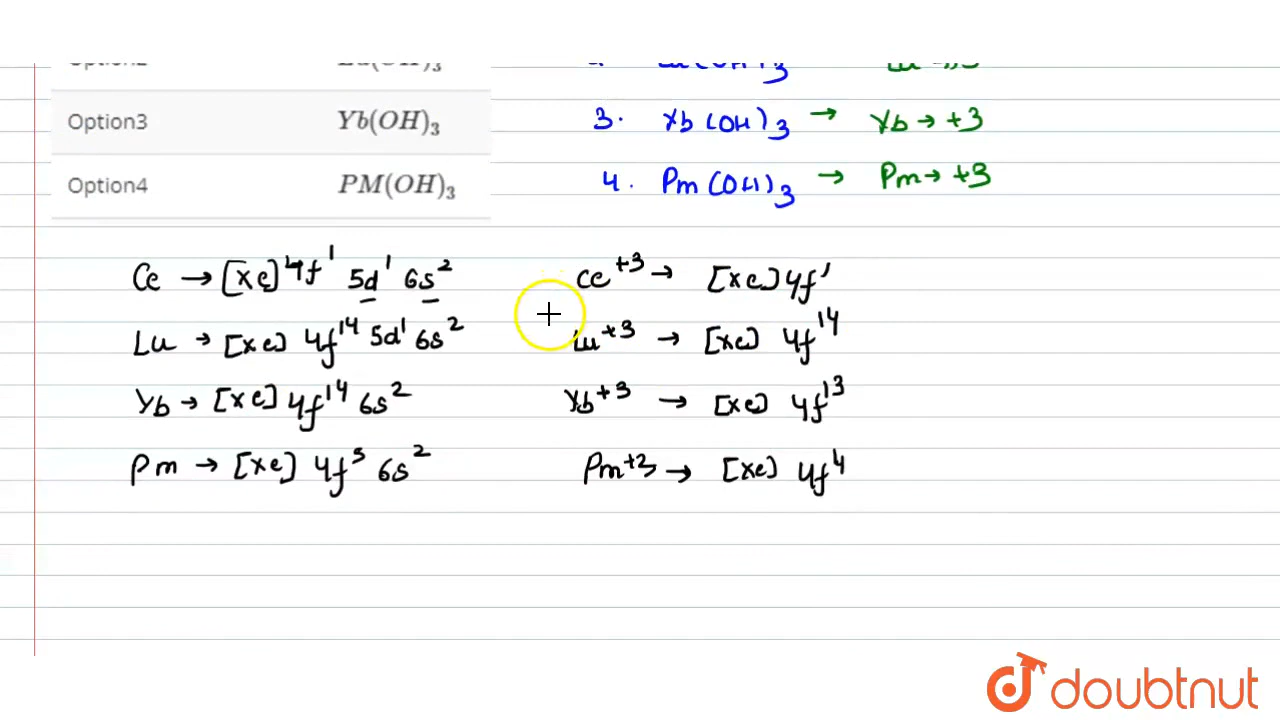 Option3 Yb(OH)₃ 3. Yb(OH)₃ → Yb → +3
Option4 PM(OH)₃ 4. Pm(OH)₃ → Pm → +3
Ce → [Xe] 4f¹ 5d¹ 6s² Ce⁺³ → [Xe] 4f¹
Lu → [Xe] 4f¹⁴ 5d¹ 6s² Lu⁺³ → [Xe] 4f¹⁴
Yb → [Xe] 4f¹⁴ 6s² Yb⁺³ → [Xe] 4f¹³
Pm → [Xe] 4f⁵ 6s² Pm⁺³ → [Xe] 4f⁴
doubtnut